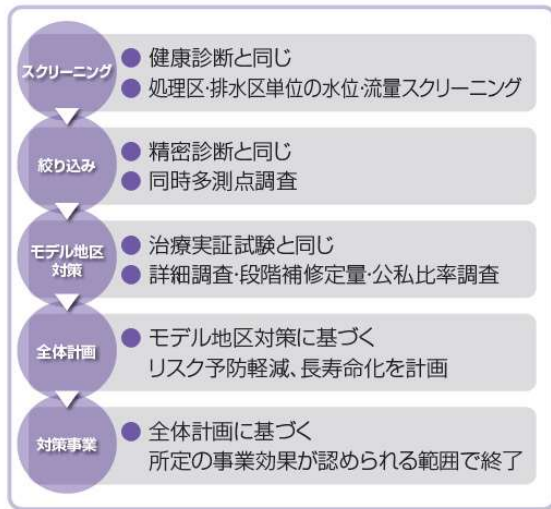 スクリーニング
● 健康診断と同じ
● 処理区･排水区単位の水位･流量スクリーニング
絞り込み
● 精密診断と同じ
● 同時多測点調査
モデル地区
対策
● 治療実証試験と同じ
● 詳細調査･段階補修定量･公私比率調査
全体計画
● モデル地区対策に基づく
リスク予防軽減、長寿命化を計画
対策事業
● 全体計画に基づく
所定の事業効果が認められる範囲で終了